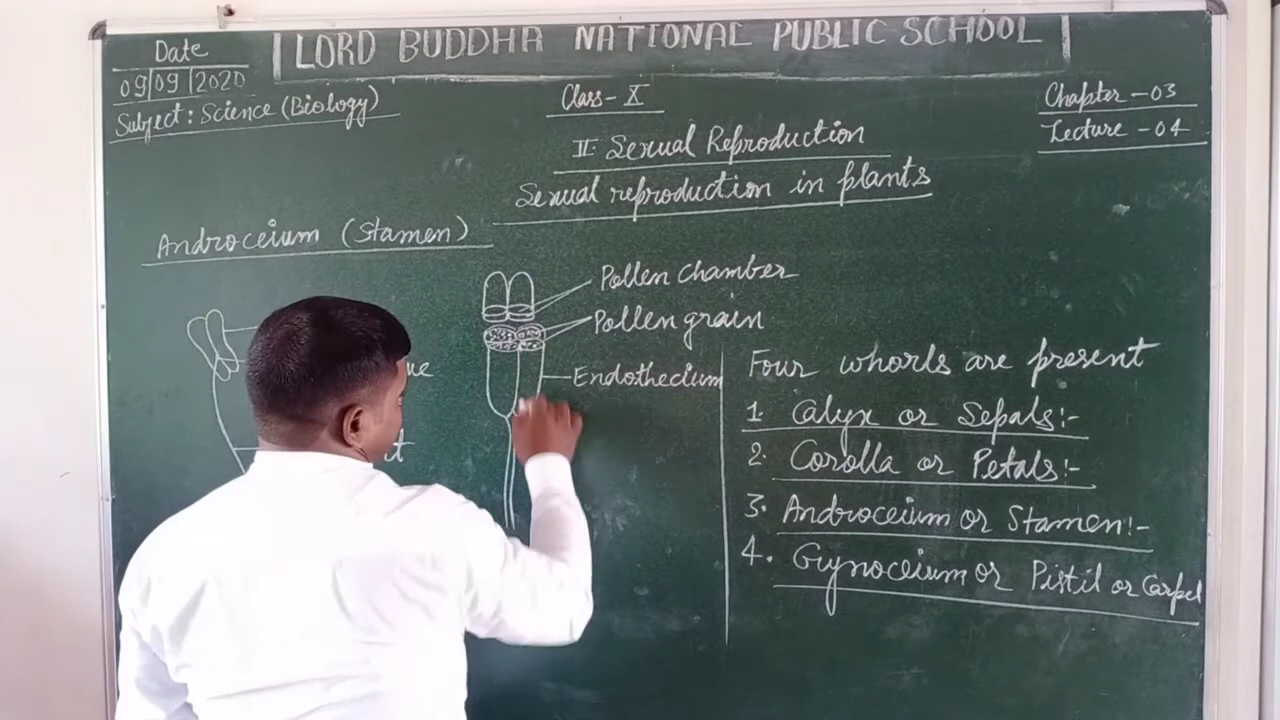 Date
09/09/2020
LORD BUDDHA NATIONAL PUBLIC SCHOOL
Subject: Science (Biology)
Class - X
Chapter - 03
Lecture - 04
II. Sexual Reproduction
Sexual reproduction in plants
Androceium (Stamen)
Pollen chamber
Pollen grain
Endothecium
Four whorls are present
1. Calyx or Sepals:-
2. Corolla or Petals:-
3. Androceium or Stamen:-
4. Gynoceium or Pistil or Carpel